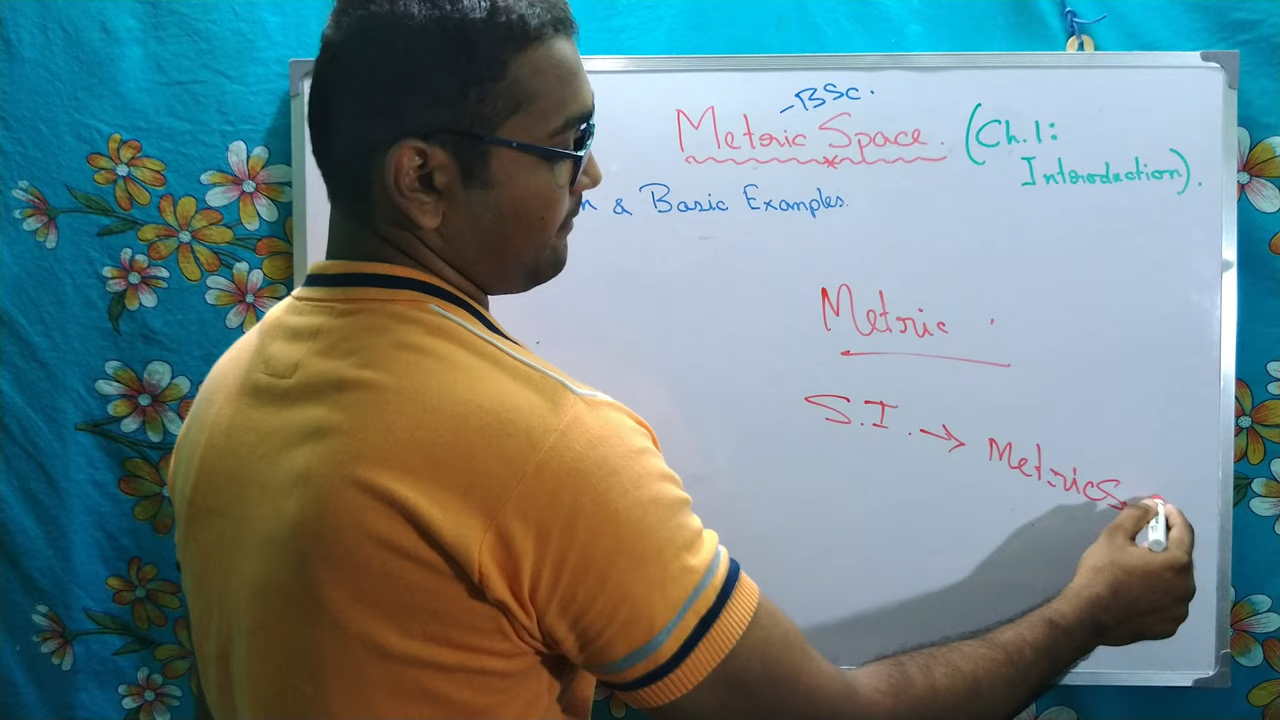 -BSc.
Metric Space. (Ch.1:
Introduction).
n & Basic Examples.
Metric.
S.I. → Metrics